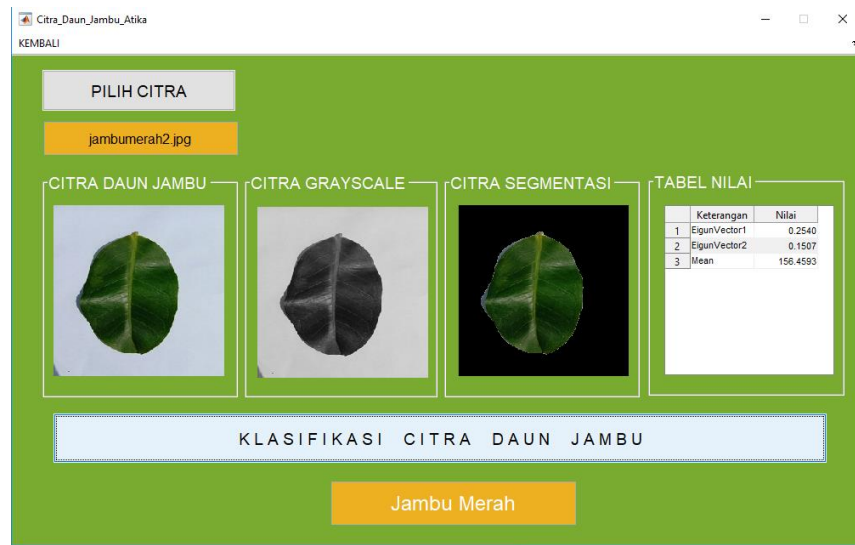 Citra_Daun_Jambu_Atika
KEMBALI
PILIH CITRA
jambumerah2.jpg
CITRA DAUN JAMBU
CITRA GRAYSCALE
CITRA SEGMENTASI
TABEL NILAI
Keterangan Nilai
1 EigunVector1 0.2540
2 EigunVector2 0.1507
3 Mean 156.4593
KLASIFIKASI CITRA DAUN JAMBU
Jambu Merah